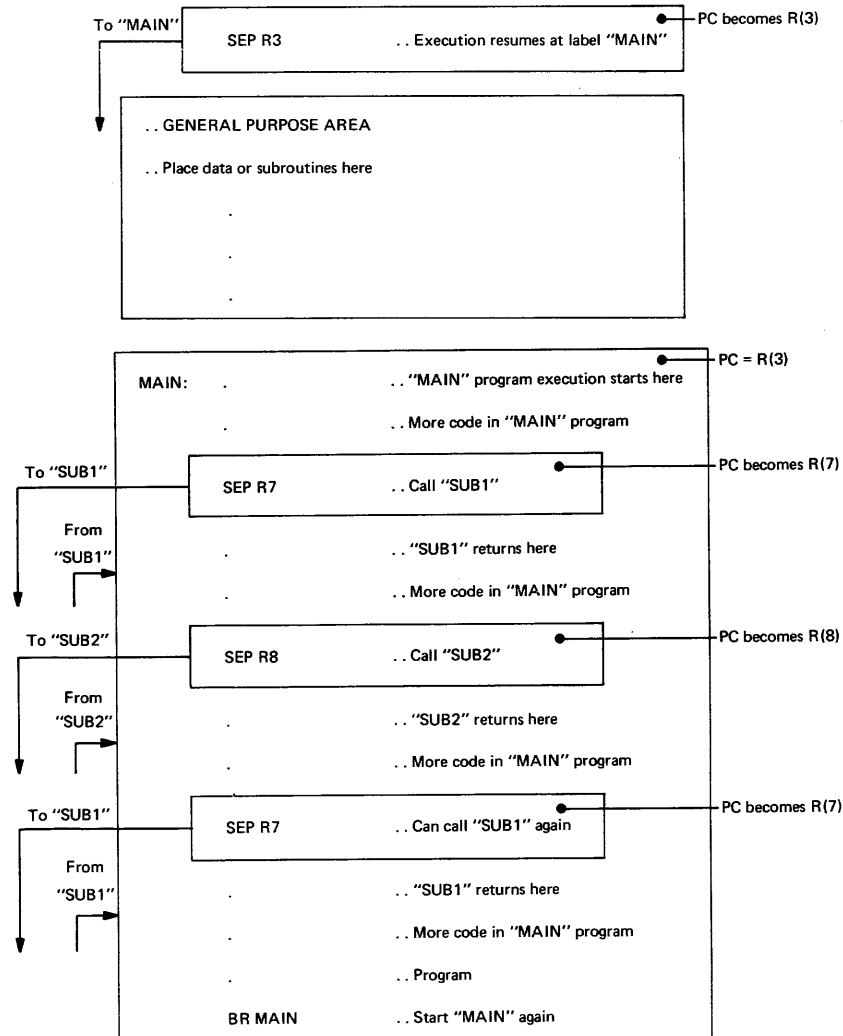 To "MAIN"
SEP R3 .. Execution resumes at label "MAIN"
PC becomes R(3)
.. GENERAL PURPOSE AREA
.. Place data or subroutines here
.
.
.
PC = R(3)
MAIN: . .. "MAIN" program execution starts here
. .. More code in "MAIN" program
To "SUB1"
SEP R7 .. Call "SUB1"
PC becomes R(7)
From
"SUB1"
. .. "SUB1" returns here
. .. More code in "MAIN" program
To "SUB2"
SEP R8 .. Call "SUB2"
PC becomes R(8)
From
"SUB2"
. .. "SUB2" returns here
. .. More code in "MAIN" program
To "SUB1"
SEP R7 .. Can call "SUB1" again
PC becomes R(7)
From
"SUB1"
. .. "SUB1" returns here
. .. More code in "MAIN" program
. .. Program
BR MAIN .. Start "MAIN" again